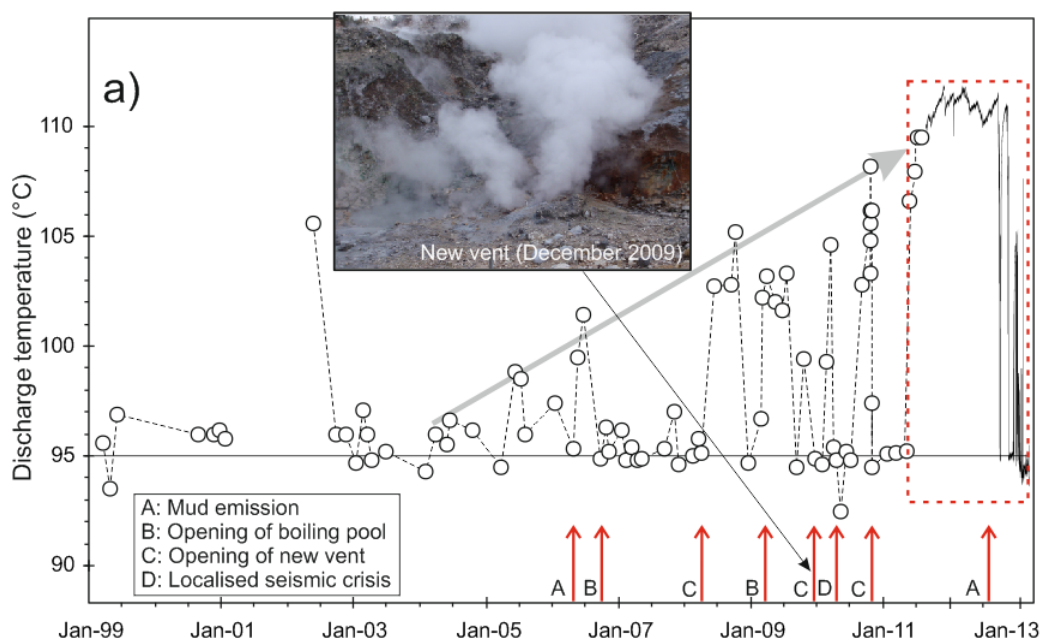 a)
New vent (December 2009)
Discharge temperature (°C)
110
105
100
95
90
A: Mud emission
B: Opening of boiling pool
C: Opening of new vent
D: Localised seismic crisis
A B C B C D C A
Jan-99 Jan-01 Jan-03 Jan-05 Jan-07 Jan-09 Jan-11 Jan-13